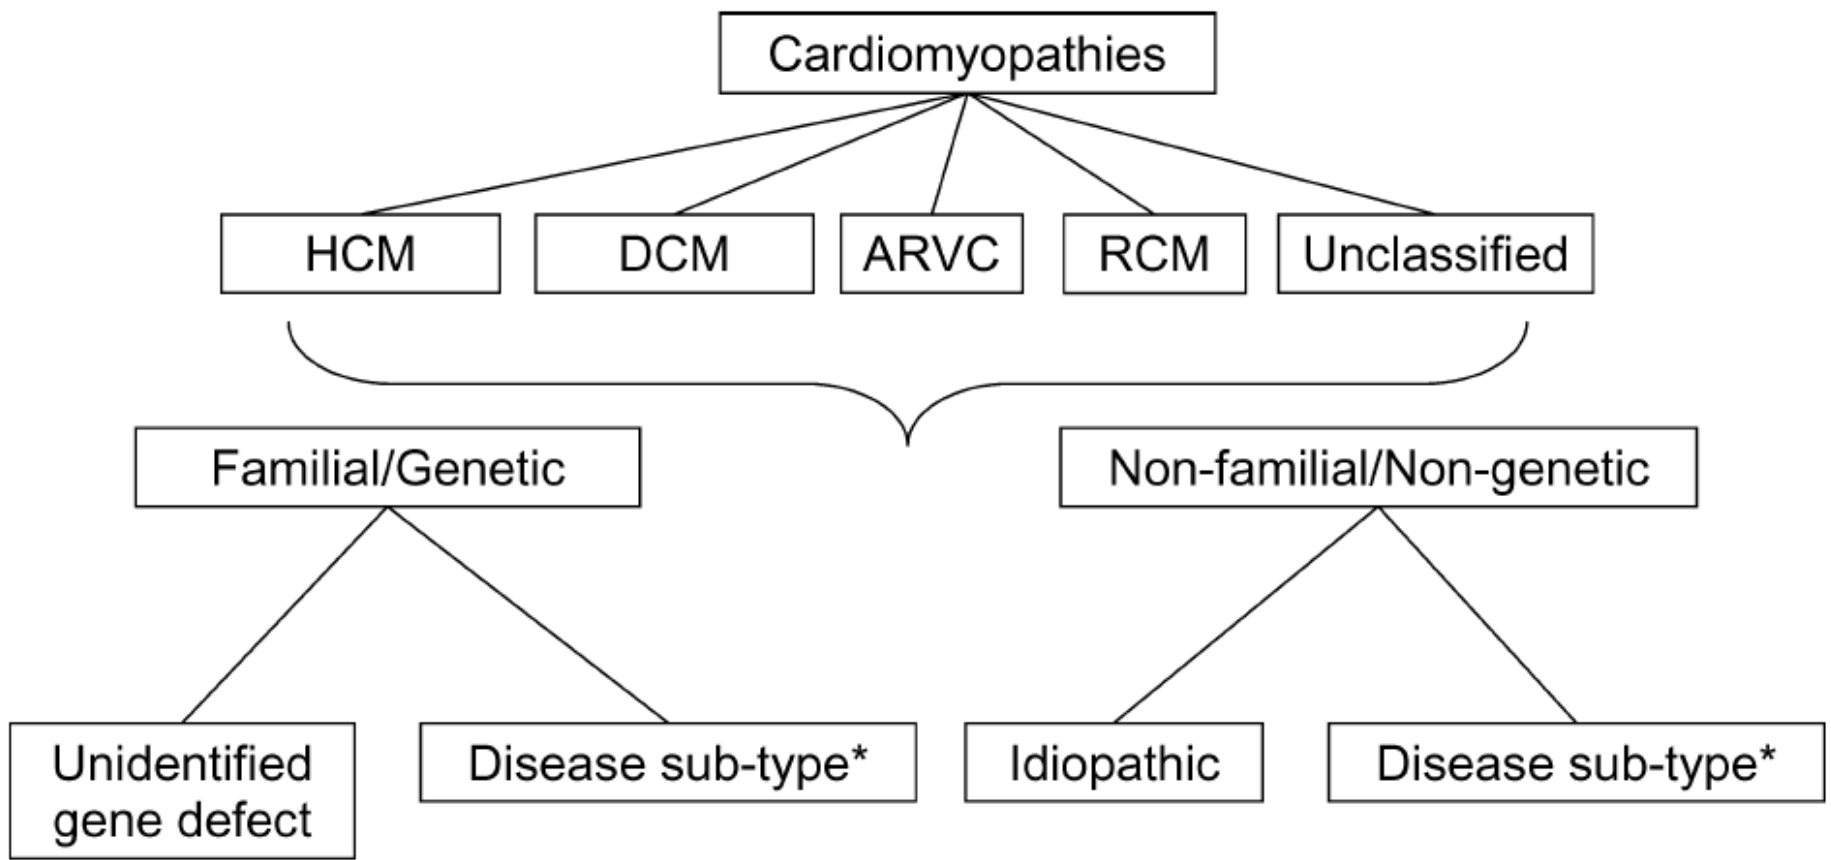 Cardiomyopathies
HCM
DCM
ARVC
RCM
Unclassified
Familial/Genetic
Non-familial/Non-genetic
Unidentified
gene defect
Disease sub-type*
Idiopathic
Disease sub-type*